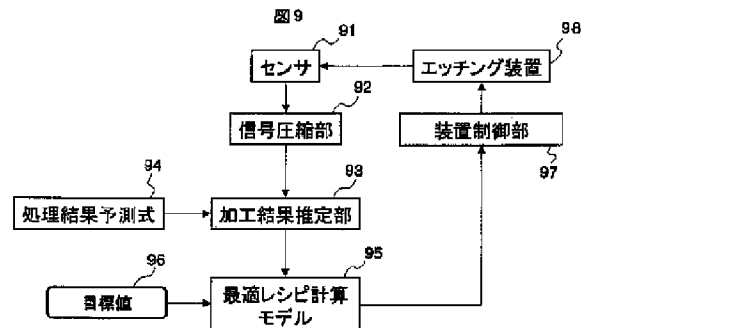 図9
91
98
センサ
エッチング装置
92
信号圧縮部
装置制御部
97
94
93
処理結果予測式
加工結果推定部
96
95
目標値
最適レシピ計算
モデル